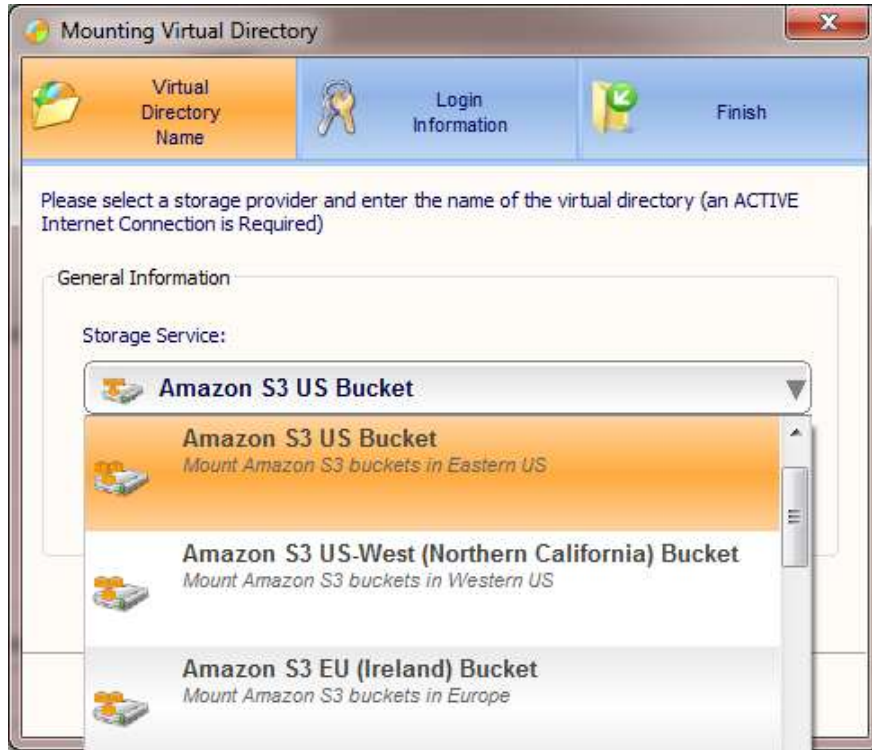 Mounting Virtual Directory
Virtual
Directory
Name
Login
Information
Finish
Please select a storage provider and enter the name of the virtual directory (an ACTIVE
Internet Connection is Required)
General Information
Storage Service:
Amazon S3 US Bucket
Amazon S3 US Bucket
Mount Amazon S3 buckets in Eastern US
Amazon S3 US-West (Northern California) Bucket
Mount Amazon S3 buckets in Western US
Amazon S3 EU (Ireland) Bucket
Mount Amazon S3 buckets in Europe